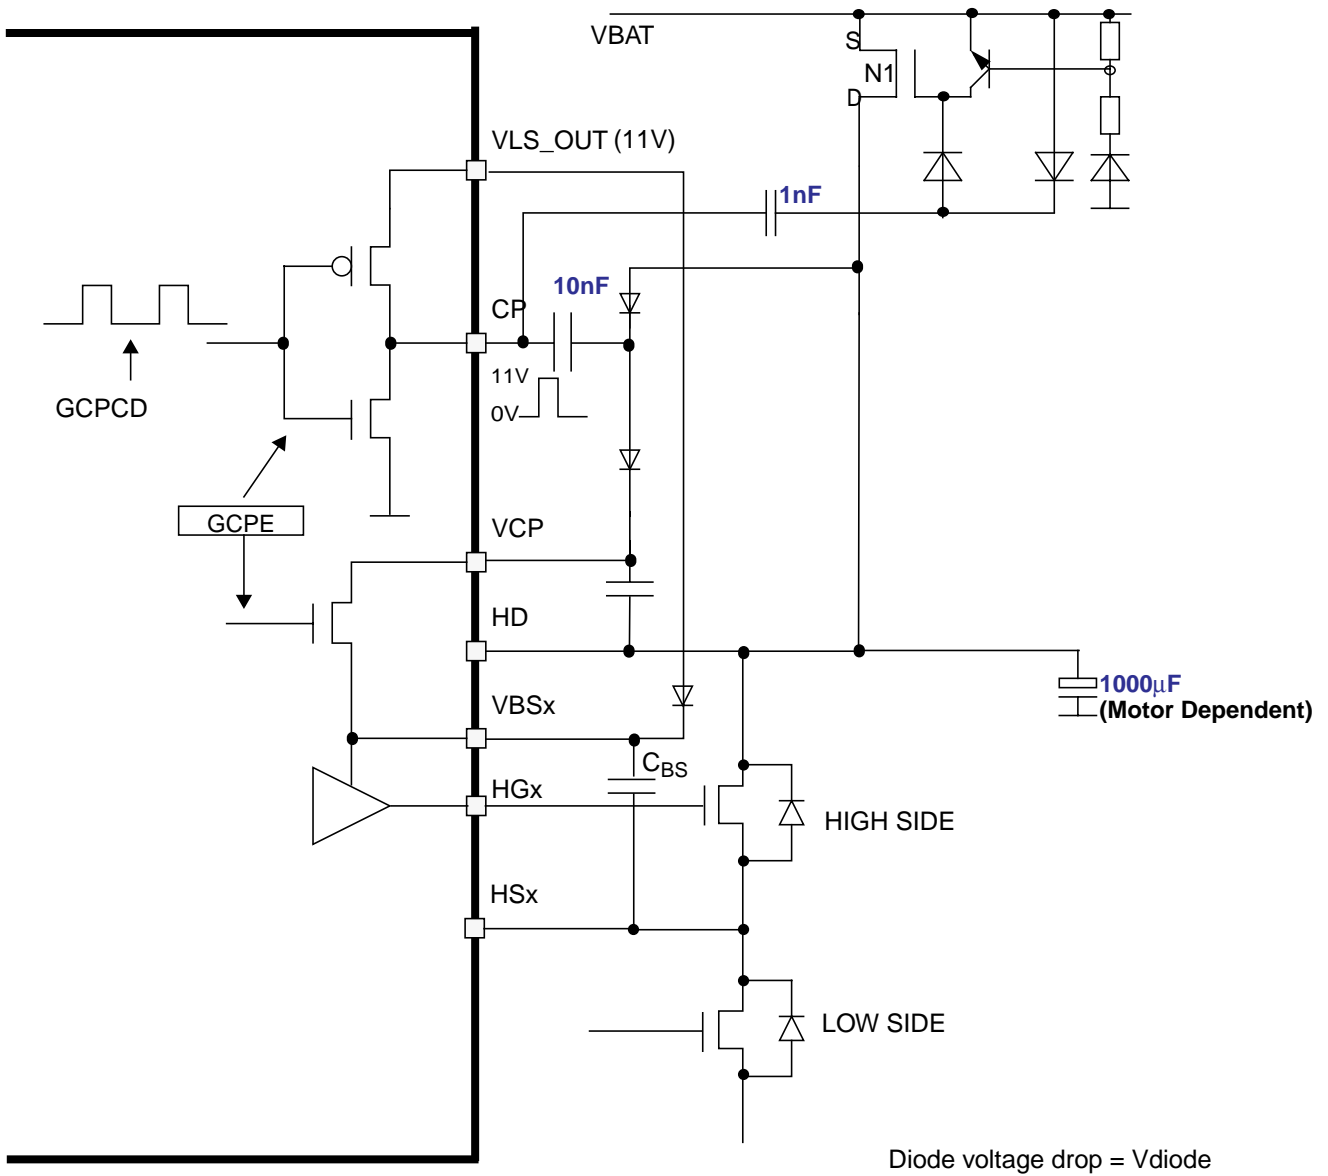 VBAT
S
N1
D
VLS_OUT (11V)
1nF
10nF
CP
11V
0V
GCPCD
GCPE
VCP
HD
1000μF
(Motor Dependent)
VBSx
CBS
HGx
HIGH SIDE
HSx
LOW SIDE
Diode voltage drop = Vdiode